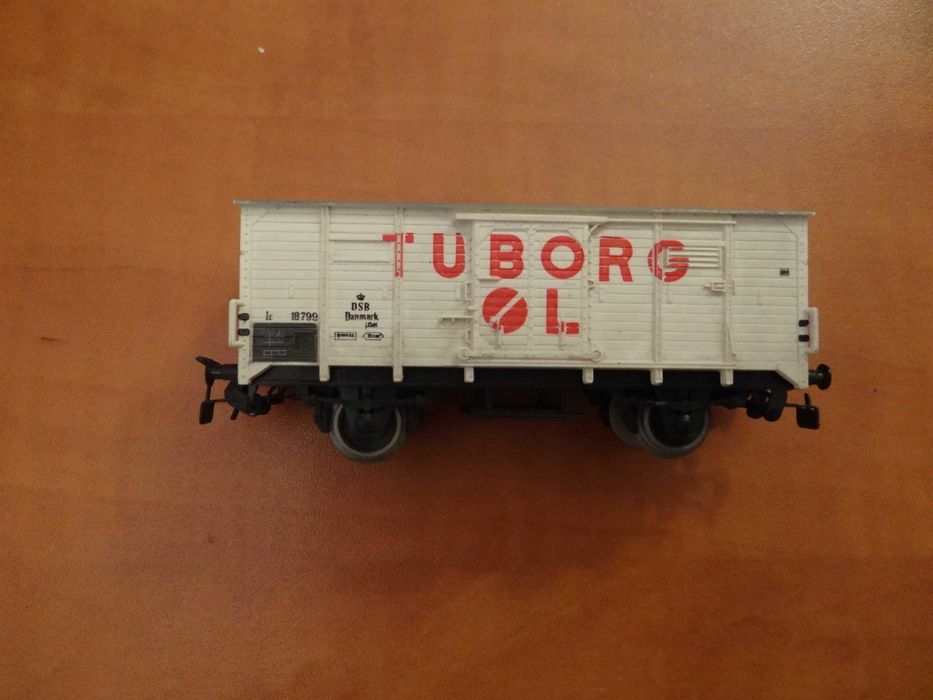 TUBORG
ØL
18799
DSB
Danmark